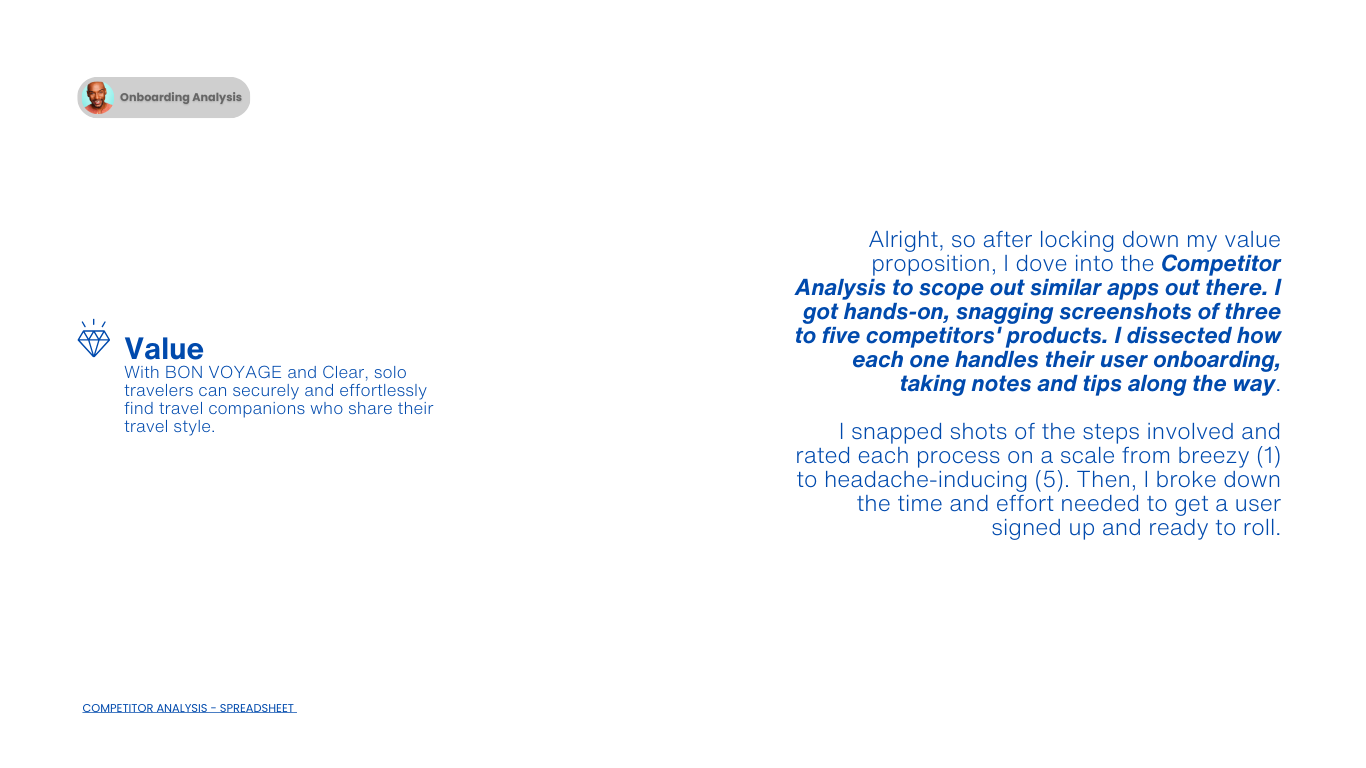 Onboarding Analysis
Value
With BON VOYAGE and Clear, solo
travelers can securely and effortlessly
find travel companions who share their
travel style.
Alright, so after locking down my value
proposition, I dove into the Competitor
Analysis to scope out similar apps out there. I
got hands-on, snagging screenshots of three
to five competitors' products. I dissected how
each one handles their user onboarding,
taking notes and tips along the way.
I snapped shots of the steps involved and
rated each process on a scale from breezy (1)
to headache-inducing (5). Then, I broke down
the time and effort needed to get a user
signed up and ready to roll.
COMPETITOR ANALYSIS - SPREADSHEET